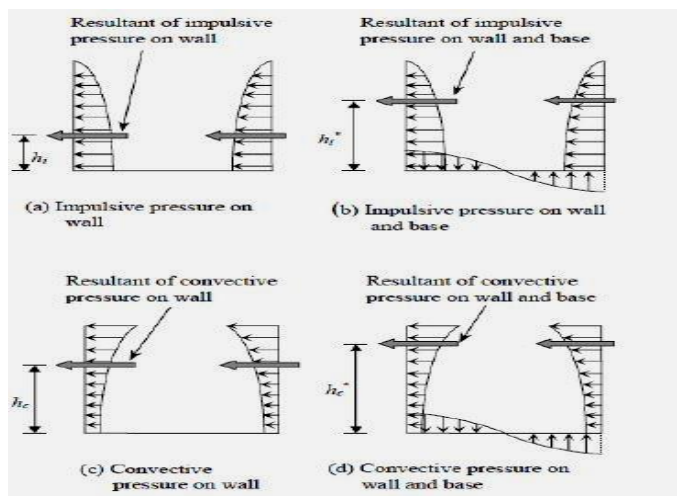 Resultant of impulsive
pressure on wall
Resultant of impulsive
pressure on wall and base
hi
hi*
(a) Impulsive pressure on
wall
(b) Impulsive pressure on wall
and base
Resultant of convective
pressure on wall
Resultant of convective
pressure on wall and base
hc
hc*
(c) Convective
pressure on wall
(d) Convective pressure on
wall and base